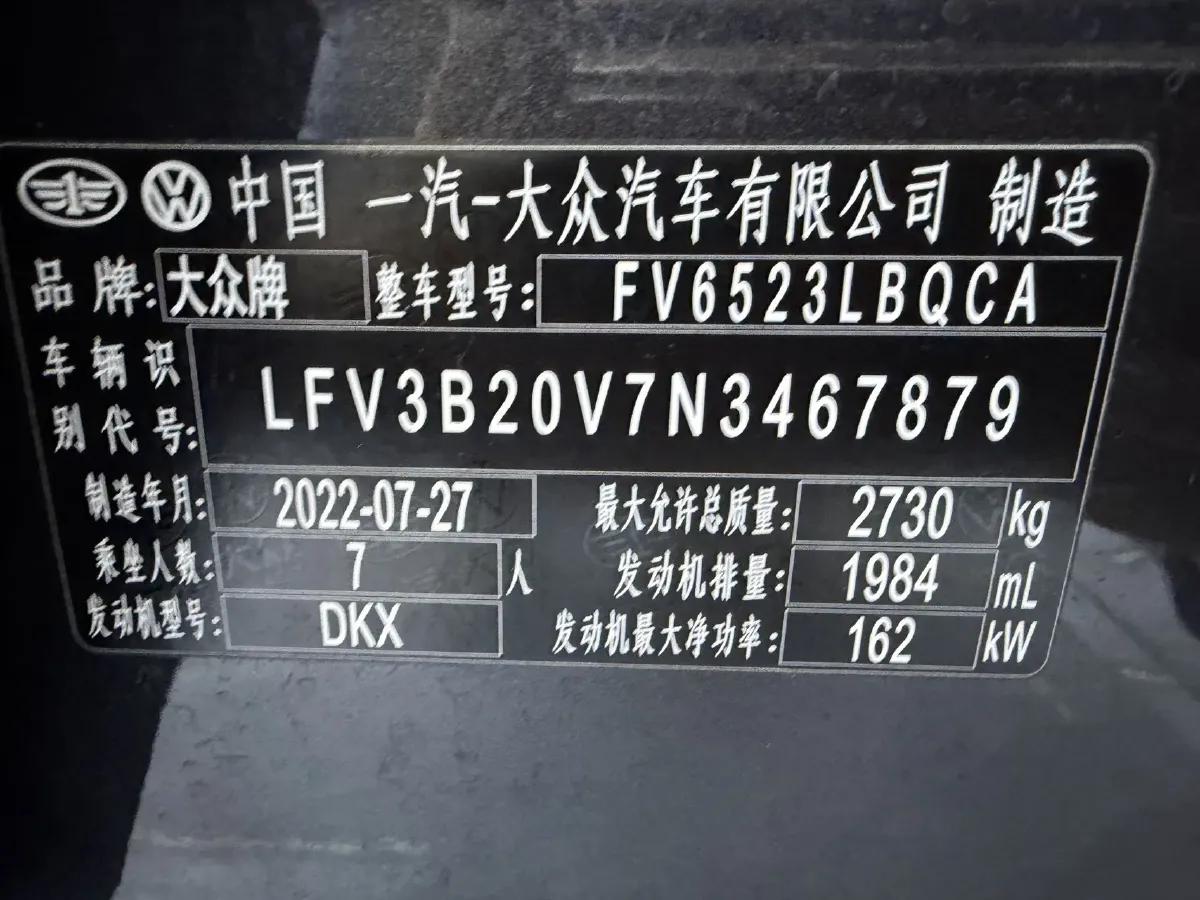 中国 一汽-大众汽车有限公司 制造
品牌: 大众牌 整车型号: FV6523LBQCA
车辆识别代号: LFV3B20V7N3467879
制造年月: 2022-07-27 最大允许总质量: 2730 kg
乘坐人数: 7 人 发动机排量: 1984 mL
发动机型号: DKX 发动机最大净功率: 162 kW